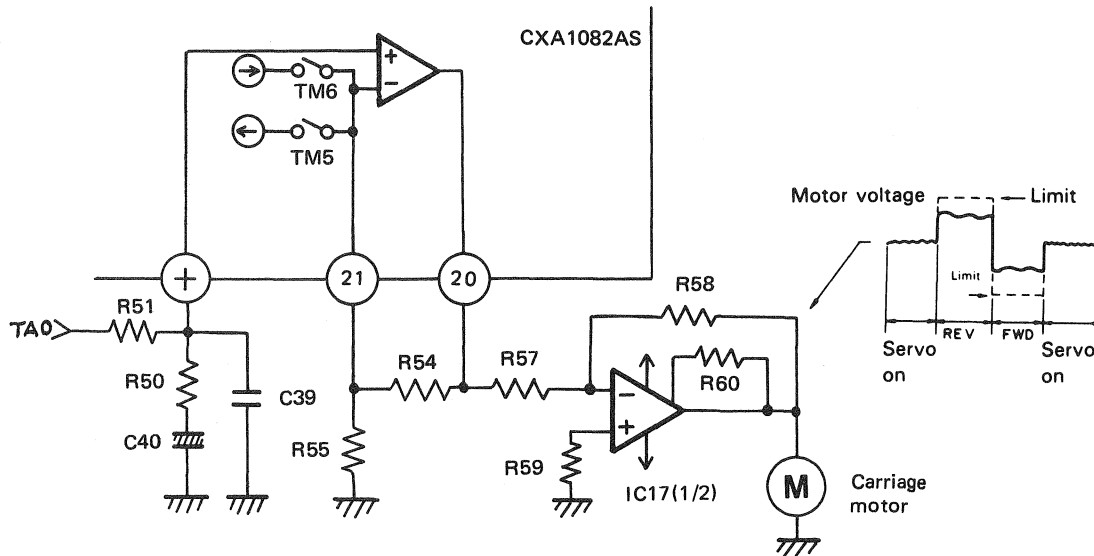 CXA1082AS
+
−
TM6
TM5
+
21
20
Motor voltage
Limit
Limit
REV
FWD
Servo on
Servo on
TAO
R51
R50
C39
C40
R54
R55
R57
R58
R60
−
+
R59
IC17(1/2)
M
Carriage motor